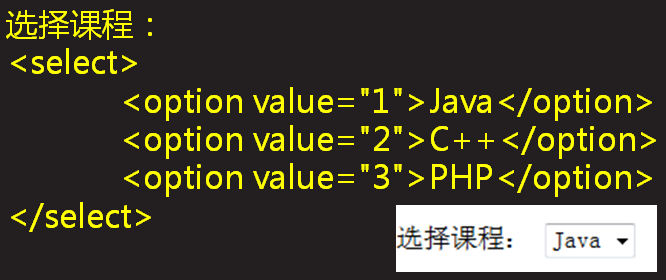 选择课程：
<select>
<option value="1">Java</option>
<option value="2">C++</option>
<option value="3">PHP</option>
</select>
选择课程： Java